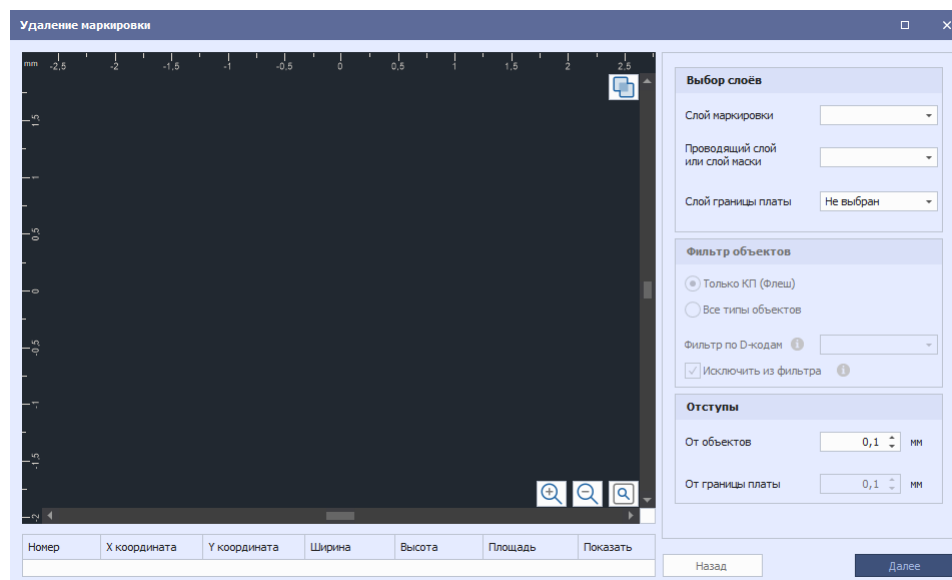 Удаление маркировки
mm -2,5 -2 -1,5 -1 -0,5 0 0,5 1 1,5 2 2,5
1,5
1
0,5
0
-0,5
-1
-1,5
-2
Выбор слоёв
Слой маркировки
Проводящий слой
или слой маски
Слой границы платы Не выбран
Фильтр объектов
Только КП (Флеш)
Все типы объектов
Фильтр по D-кодам
Исключить из фильтра
Отступы
От объектов 0,1 мм
От границы платы 0,1 мм
Номер X координата Y координата Ширина Высота Площадь Показать
Назад Далее